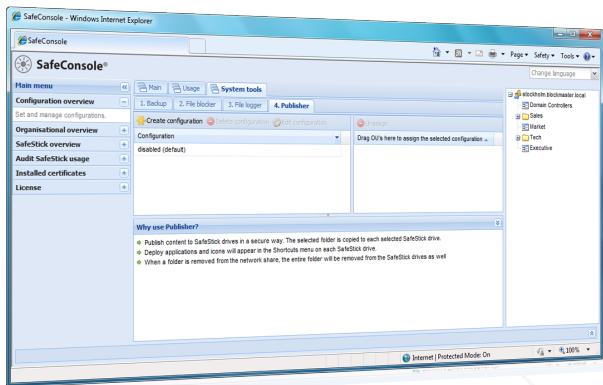 SafeConsole - Windows Internet Explorer
SafeConsole
Page Safety Tools
SafeConsole®
Change language
Main menu
Configuration overview
Set and manage configurations.
Organisational overview
SafeStick overview
Audit SafeStick usage
Installed certificates
License
Main Usage System tools
1. Backup 2. File blocker 3. File logger 4. Publisher
Create configuration Delete configuration Edit configuration
Configuration
disabled (default)
Unassign
Drag OU's here to assign the selected configuration
stockholm.blockmaster.local
Domain Controllers
Sales
Market
Tech
Executive
Why use Publisher?
Publish content to SafeStick drives in a secure way. The selected folder is copied to each selected SafeStick drive.
Deploy applications and icons will appear in the Shortcuts menu on each SafeStick drive.
When a folder is removed from the network share, the entire folder will be removed from the SafeStick drives as well
Internet | Protected Mode: On
100%